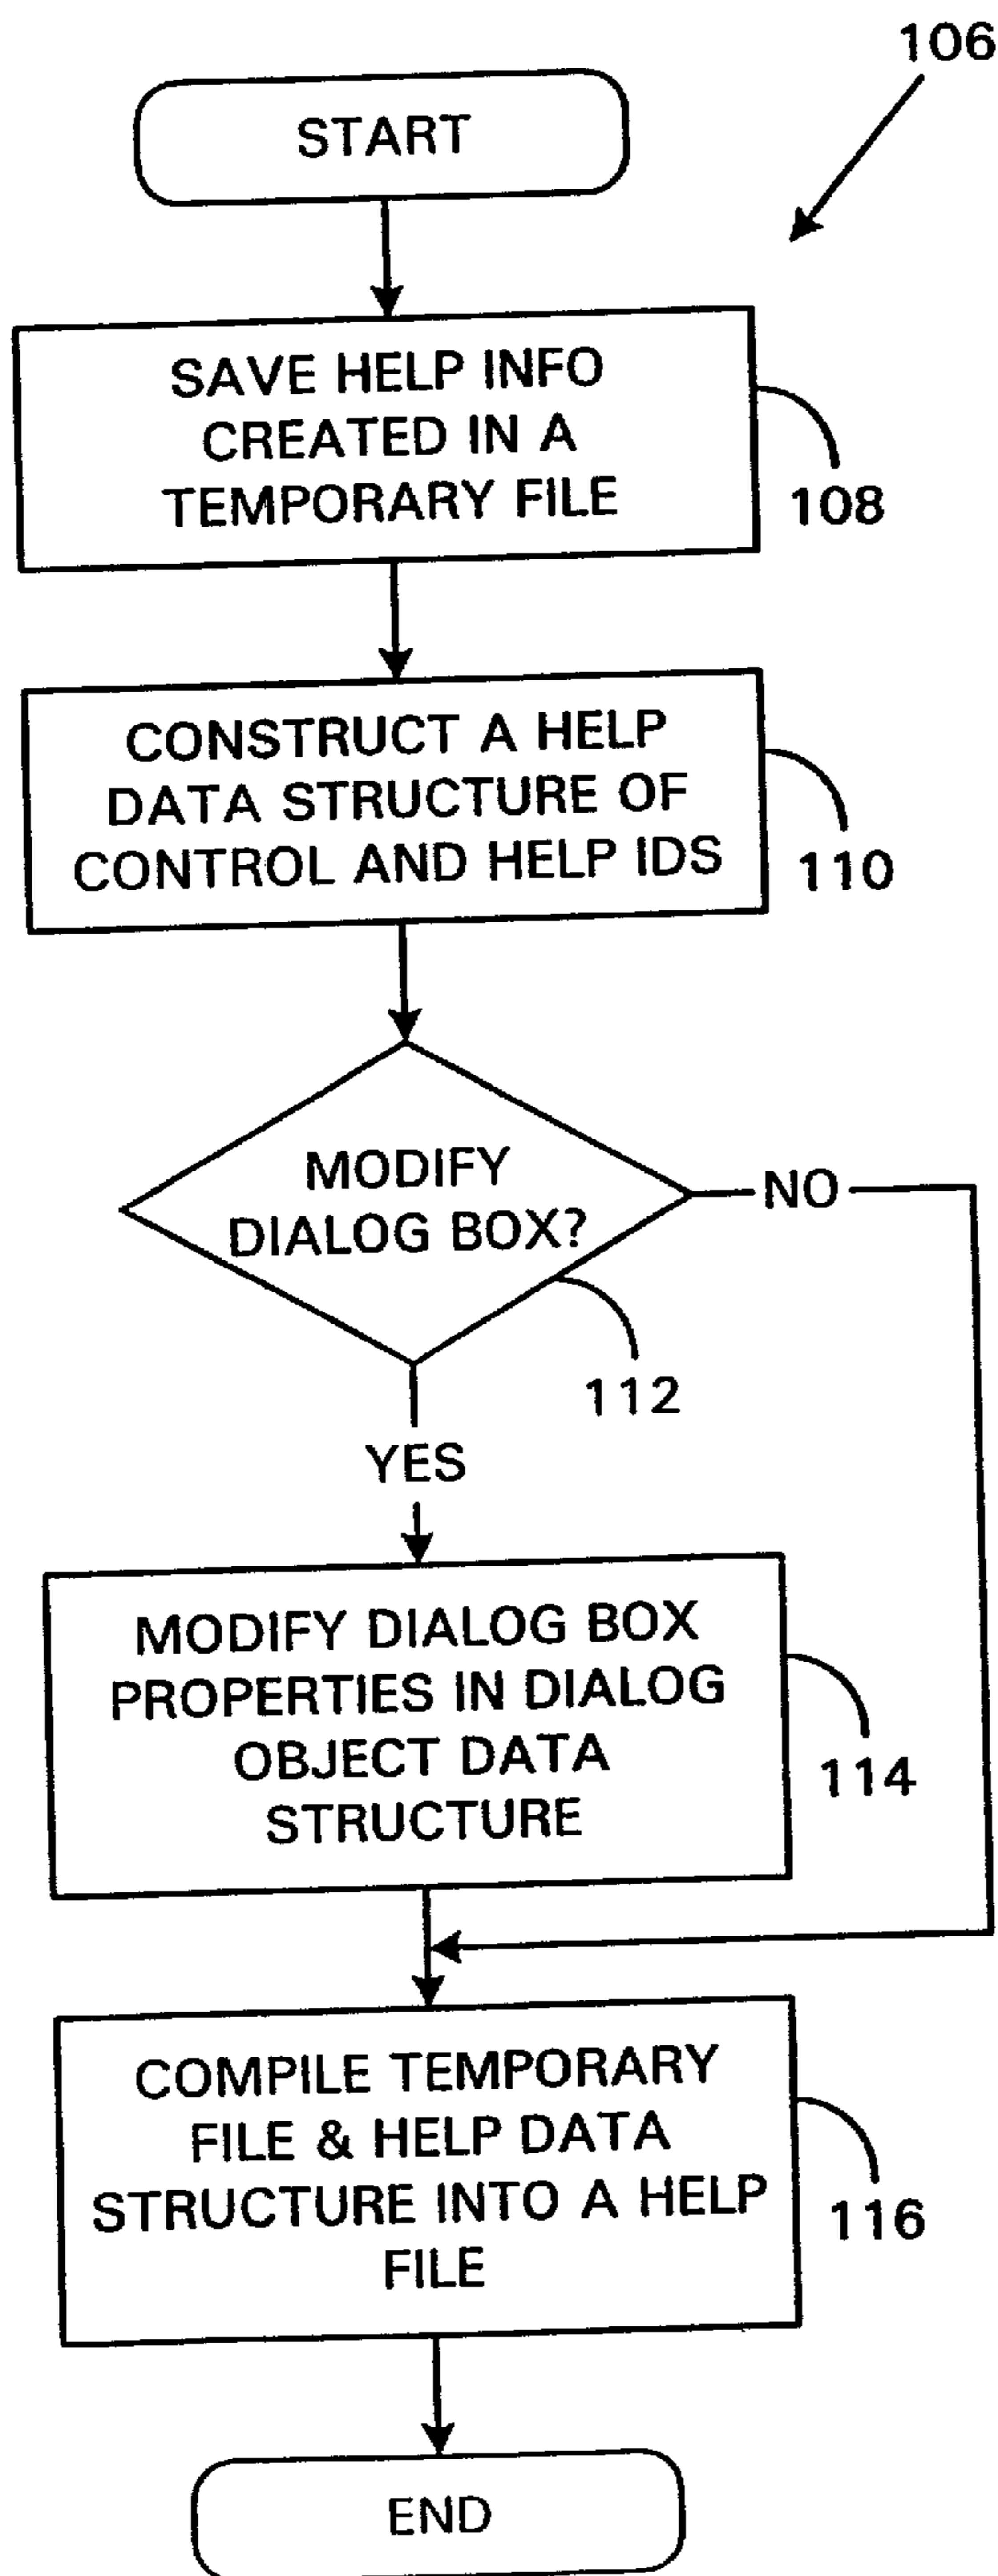 106
START
SAVE HELP INFO
CREATED IN A
TEMPORARY FILE
108
CONSTRUCT A HELP
DATA STRUCTURE OF
CONTROL AND HELP IDS
110
MODIFY
DIALOG BOX?
NO
112
YES
MODIFY DIALOG BOX
PROPERTIES IN DIALOG
OBJECT DATA
STRUCTURE
114
COMPILE TEMPORARY
FILE & HELP DATA
STRUCTURE INTO A HELP
FILE
116
END